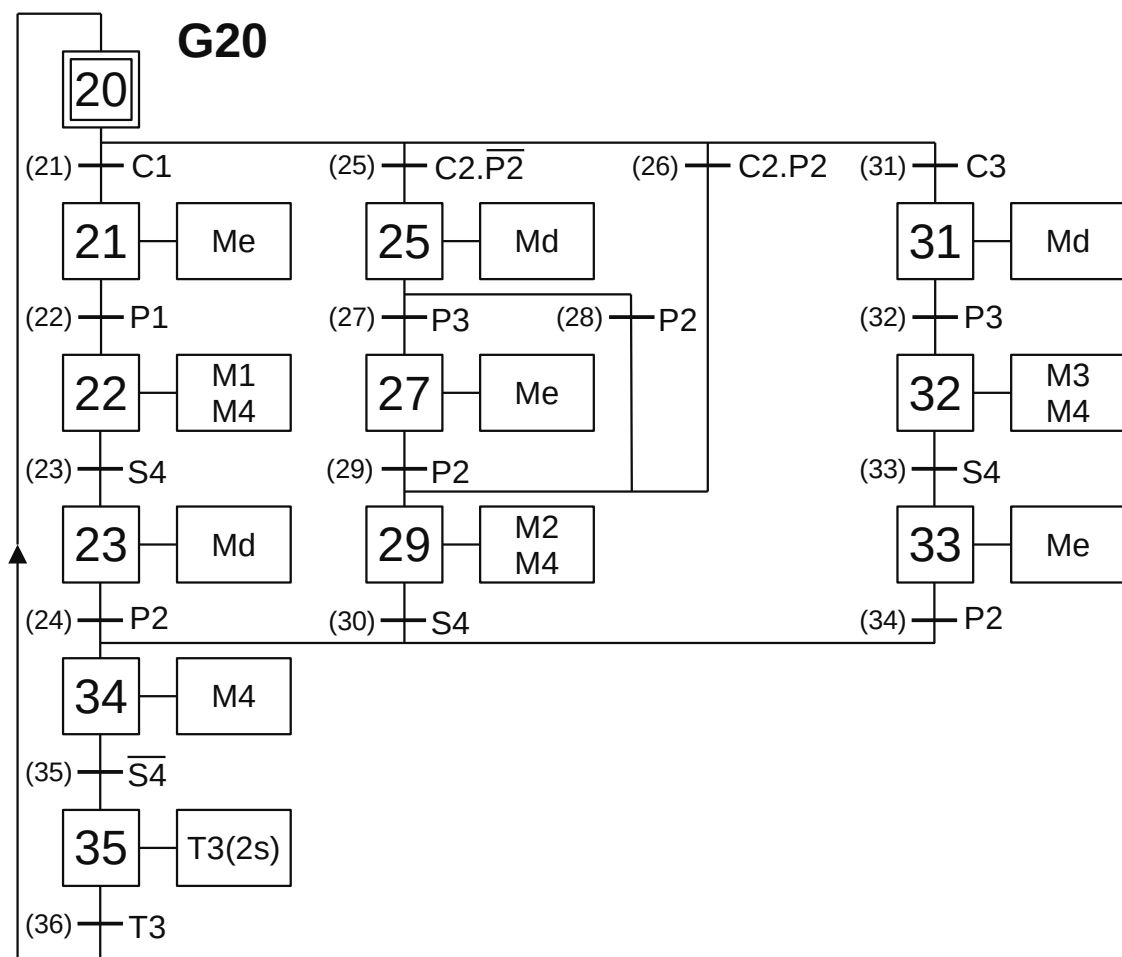 G20
20
(21) C1
(25) C2.P̅2̅
(26) C2.P2
(31) C3
21 Me
25 Md
31 Md
(22) P1
(27) P3
(28) P2
(32) P3
22 M1
M4
27 Me
32 M3
M4
(23) S4
(29) P2
(33) S4
23 Md
29 M2
M4
33 Me
(24) P2
(30) S4
(34) P2
34 M4
(35) S̅4̅
35 T3(2s)
(36) T3